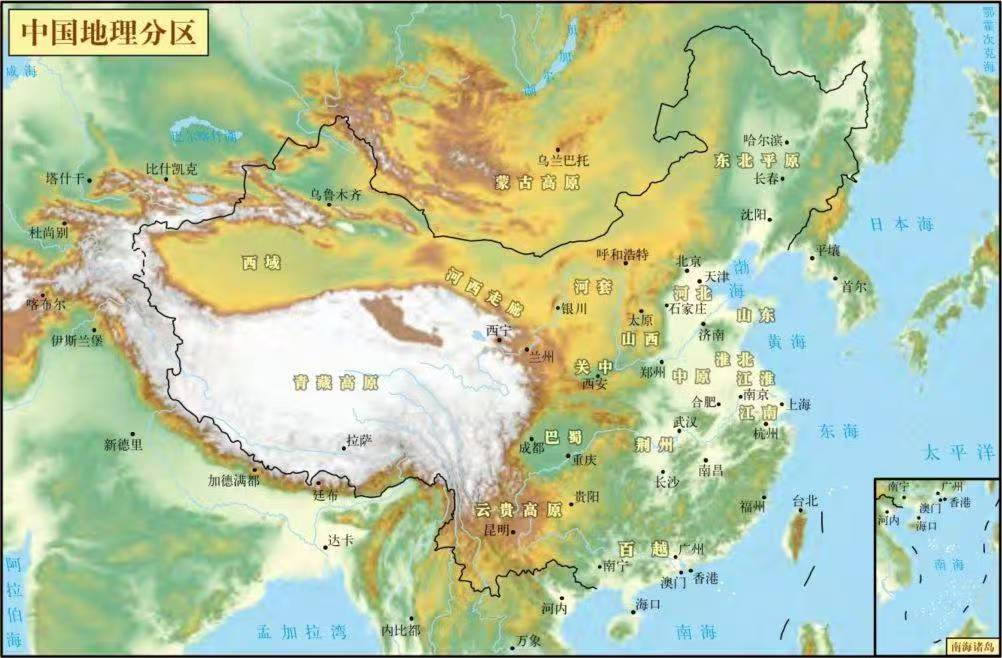 中国地理分区
鄂霍次克海
咸海
贝加尔湖
巴尔喀什湖
哈尔滨
乌兰巴托
东北平原
塔什干
比什凯克
蒙古高原
长春
乌鲁木齐
沈阳
日本海
杜尚别
呼和浩特
平壤
西域
北京
渤海
天津
河西走廊
首尔
喀布尔
河套
河北
石家庄
银川
太原
山东
伊斯兰堡
西宁
山西
济南
黄海
兰州
淮北
关中
郑州
青藏高原
西安
中原
江淮
南京
合肥
上海
江南
武汉
杭州
东海
新德里
拉萨
成都
巴蜀
荆州
太平洋
重庆
南昌
加德满都
长沙
廷布
贵阳
福州
台北
云贵高原
昆明
达卡
百越
广州
南宁
澳门
香港
阿拉伯海
河内
海口
孟加拉湾
内比都
万象
南海
南宁
广州
香港
澳门
河内
海口
南海
南海诸岛